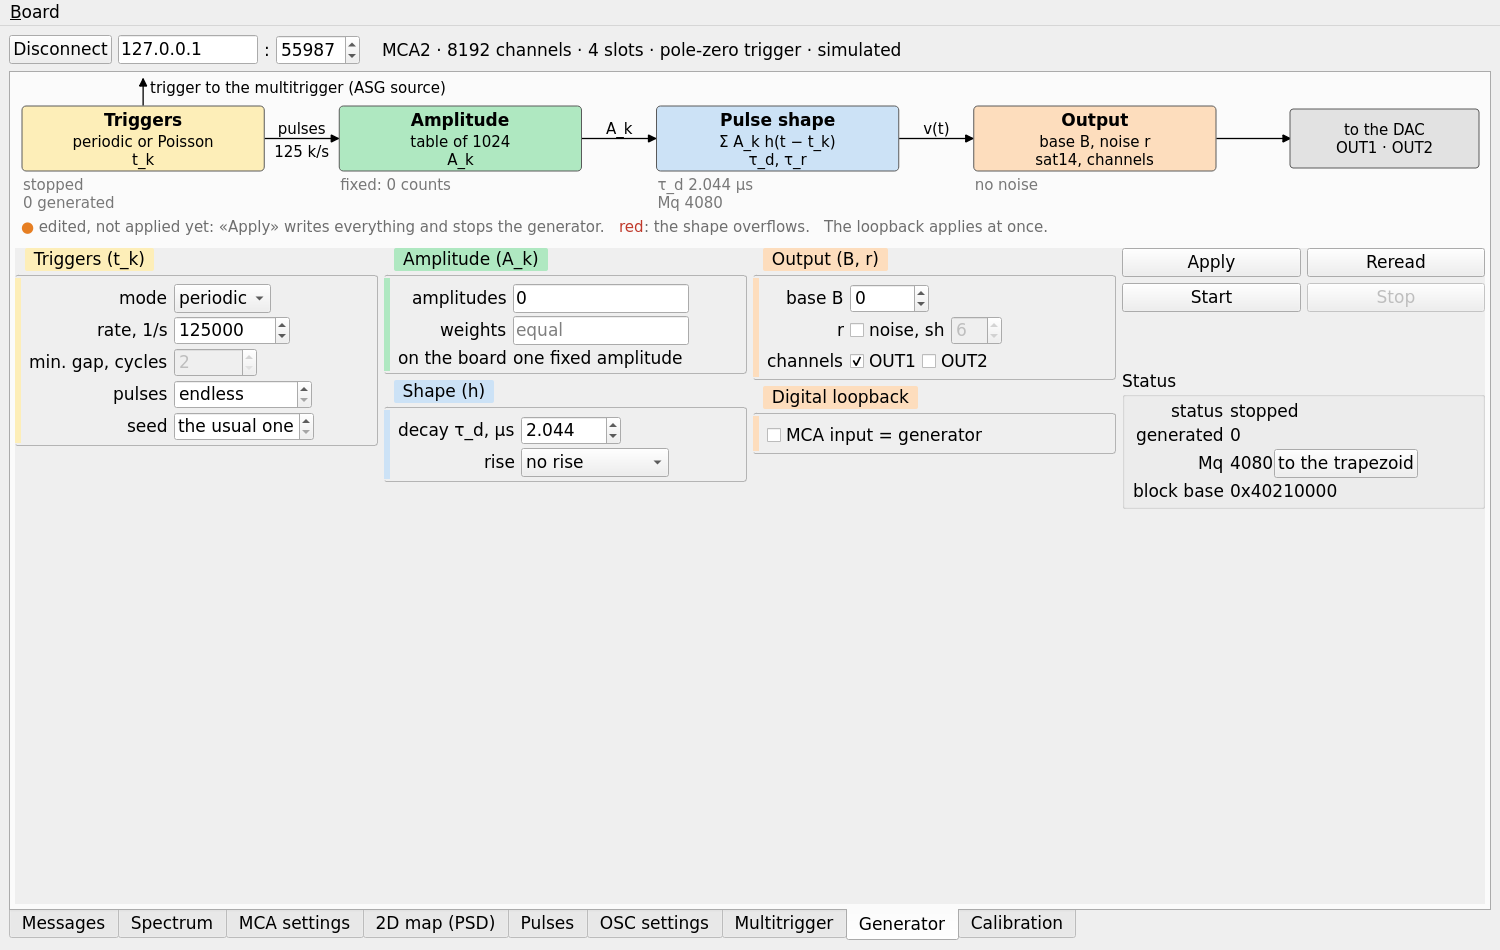 Board
Disconnect 127.0.0.1 : 55987 MCA2 · 8192 channels · 4 slots · pole-zero trigger · simulated
trigger to the multitrigger (ASG source)
Triggers
periodic or Poisson
t_k
pulses
125 k/s
Amplitude
table of 1024
A_k
A_k
Pulse shape
Σ A_k h(t − t_k)
τ_d, τ_r
v(t)
Output
base B, noise r
sat14, channels
to the DAC
OUT1 · OUT2
stopped
0 generated
fixed: 0 counts
τ_d 2.044 μs
Mq 4080
no noise
edited, not applied yet: «Apply» writes everything and stops the generator. red: the shape overflows. The loopback applies at once.
Triggers (t_k)
mode periodic
rate, 1/s 125000
min. gap, cycles 2
pulses endless
seed the usual one
Amplitude (A_k)
amplitudes 0
weights equal
on the board one fixed amplitude
Shape (h)
decay τ_d, μs 2.044
rise no rise
Output (B, r)
base B 0
r noise, sh 6
channels OUT1 OUT2
Digital loopback
MCA input = generator
Apply Reread
Start Stop
Status
status stopped
generated 0
Mq 4080 to the trapezoid
block base 0x40210000
Messages Spectrum MCA settings 2D map (PSD) Pulses OSC settings Multitrigger Generator Calibration